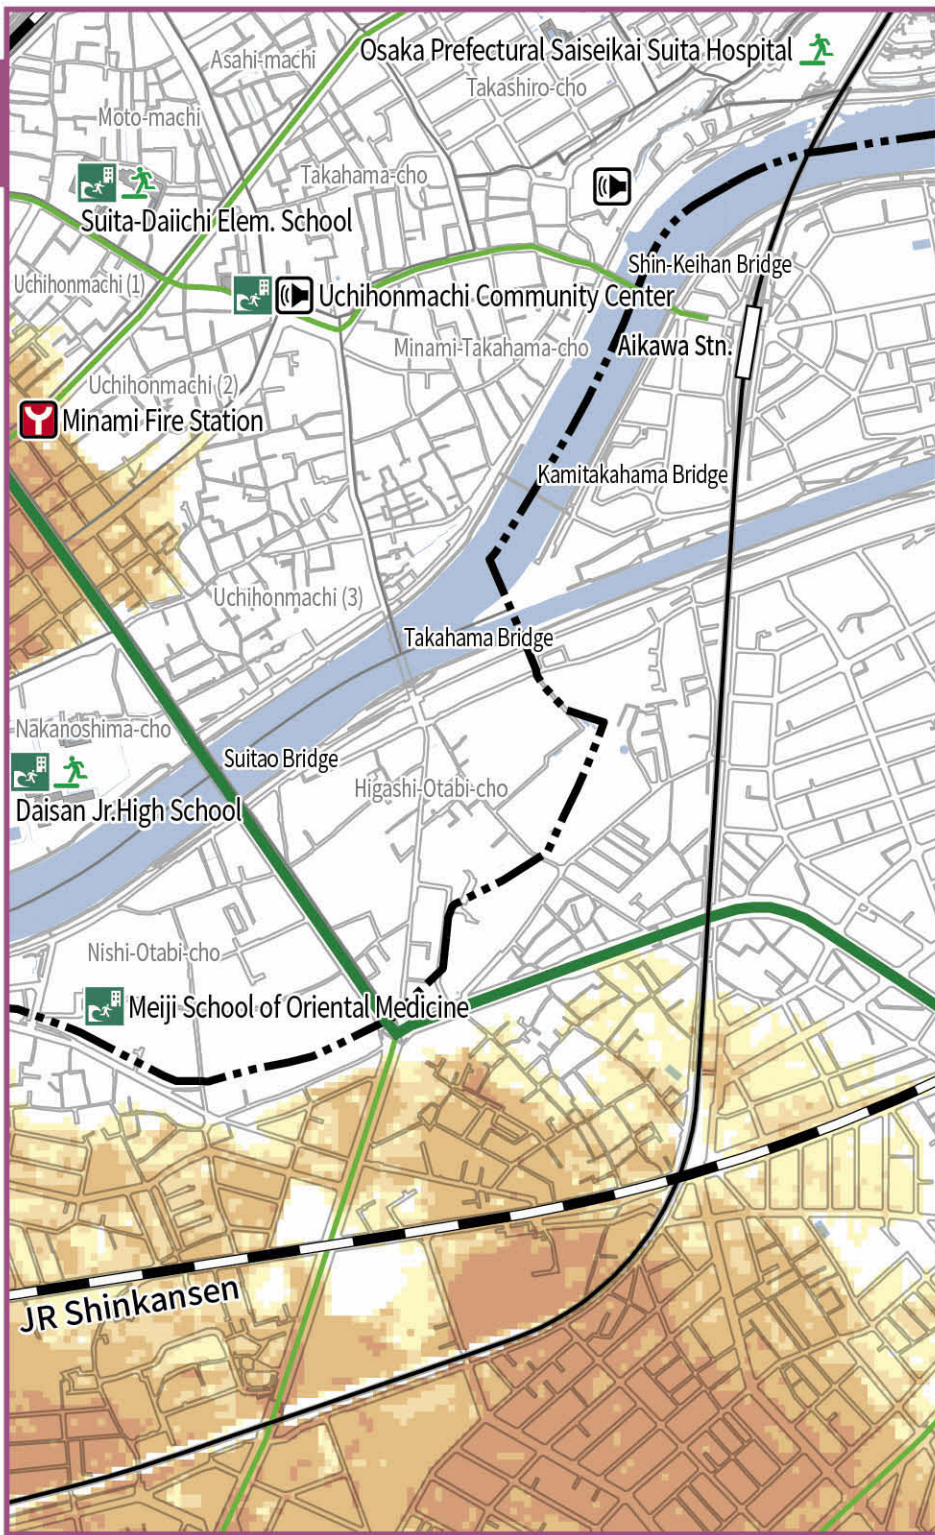 Osaka Prefectural Saiseikai Suita Hospital
Asahi-machi
Takashiro-cho
Moto-machi
Takahama-cho
Suita-Daiichi Elem. School
Shin-Keihan Bridge
Uchihonmachi (1)
Uchihonmachi Community Center
Minami-Takahama-cho
Aikawa Stn.
Uchihonmachi (2)
Minami Fire Station
Kamitakahama Bridge
Uchihonmachi (3)
Takahama Bridge
Nakanoshima-cho
Suitao Bridge
Higashi-Otabi-cho
Daisan Jr.High School
Nishi-Otabi-cho
Meiji School of Oriental Medicine
JR Shinkansen